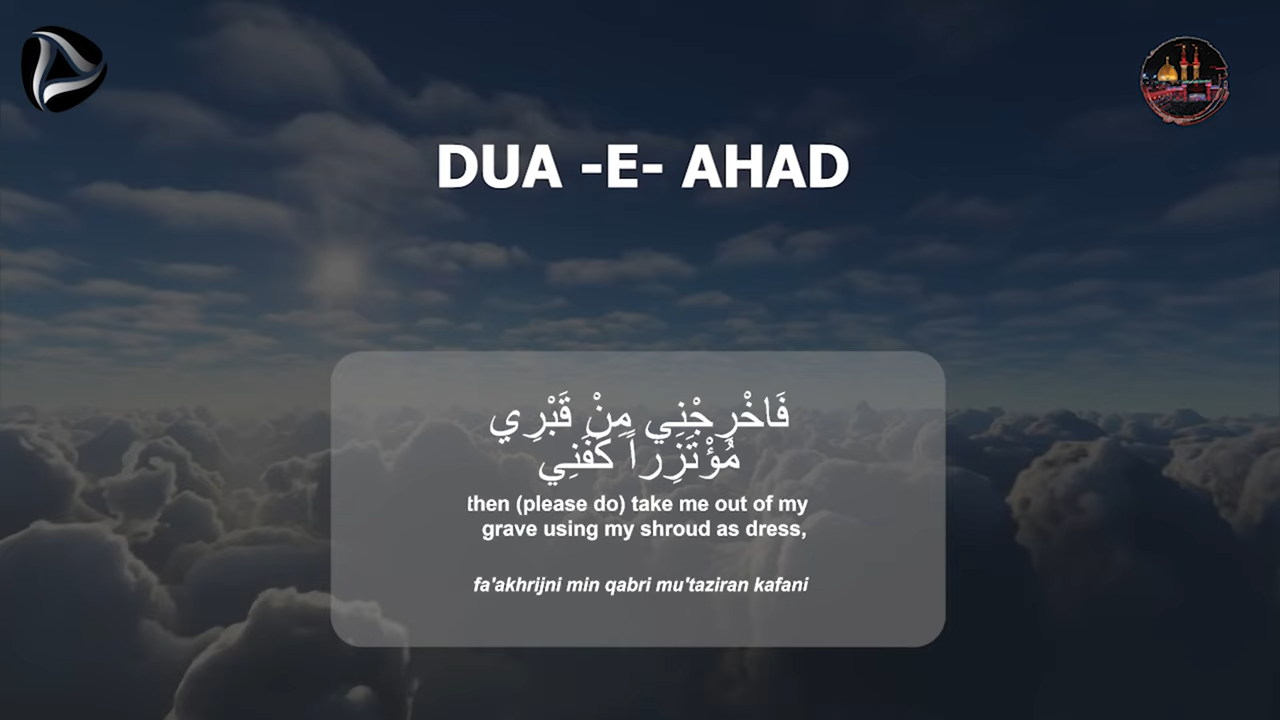 DUA -E- AHAD
فَاخْرِجْنِي مِنْ قَبْرِي
مُؤْتَزِراً كَفَنِي
then (please do) take me out of my
grave using my shroud as dress,
fa'akhrijni min qabri mu'taziran kafani